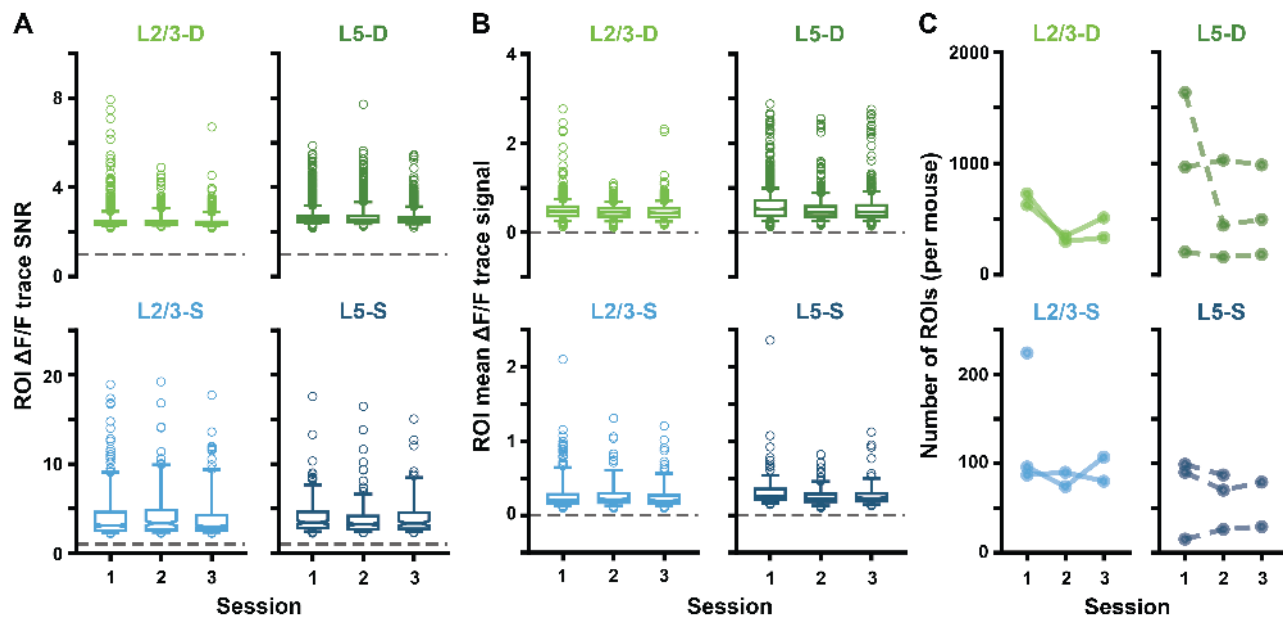 A
L2/3-D
L5-D
B
L2/3-D
L5-D
C
L2/3-D
L5-D
8
4
0
4
2
0
2000
1000
0
L2/3-S
L5-S
L2/3-S
L5-S
L2/3-S
L5-S
20
10
0
2
1
0
200
100
0
ROI ΔF/F trace SNR
ROI mean ΔF/F trace signal
Number of ROIs (per mouse)
1 2 3
1 2 3
1 2 3
1 2 3
1 2 3
1 2 3
Session
Session
Session